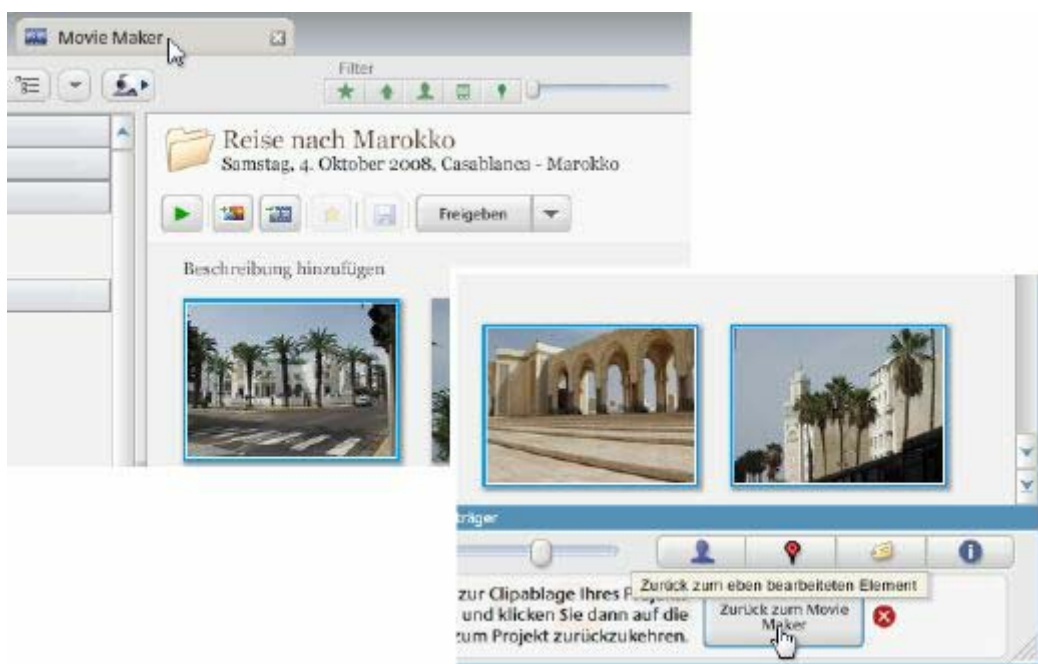 Movie Maker
Filter
Reise nach Marokko
Samstag, 4. Oktober 2008, Casablanca - Marokko
Freigeben
Beschreibung hinzufügen
träger
Zurück zum eben bearbeiteten Element
zur Clipablage Ihres
und klicken Sie dann auf die
zum Projekt zurückzukehren.
Zurück zum Movie
Maker